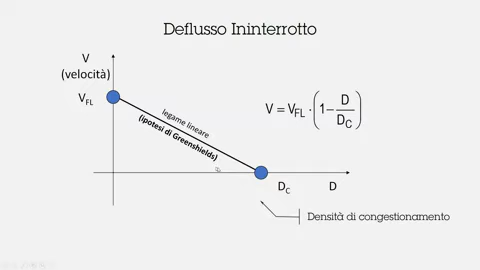 Deflusso Ininterrotto
V
(velocità)
V_FL
legame lineare
(ipotesi di Greenshields)
V = V_FL · (1 − D/D_C)
D_C
D
Densità di congestionamento